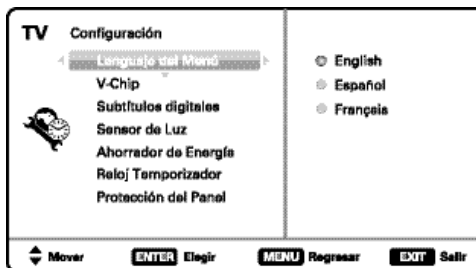 TV Configuración
Lenguaje del Menú
V-Chip
Subtítulos digitales
Sensor de Luz
Ahorrador de Energía
Reloj Temporizador
Protección del Panel
English
Español
Français
Mover ENTER Elegir MENU Regresar EXIT Salir